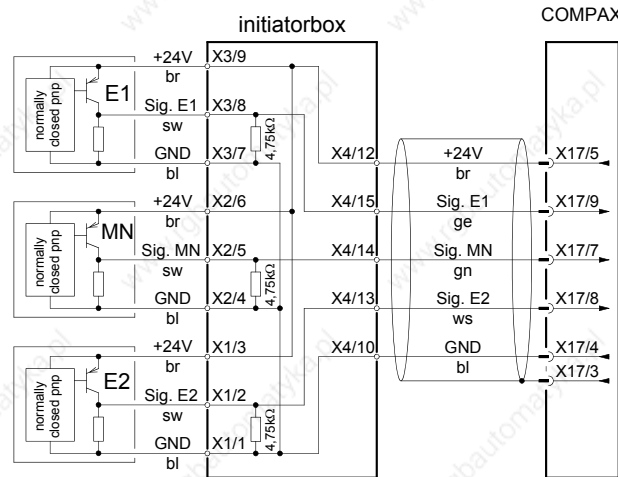 initiatorbox
COMPAX
+24V
br
X3/9
normally
closed pnp
E1
Sig. E1
sw
X3/8
4,75kΩ
GND
bl
X3/7
+24V
br
X2/6
normally
closed pnp
MN
Sig. MN
sw
X2/5
4,75kΩ
GND
bl
X2/4
+24V
br
X1/3
normally
closed pnp
E2
Sig. E2
sw
X1/2
4,75kΩ
GND
bl
X1/1
X4/12
+24V
br
X17/5
X4/15
Sig. E1
ge
X17/9
X4/14
Sig. MN
gn
X17/7
X4/13
Sig. E2
ws
X17/8
X4/10
GND
bl
X17/4
X17/3
www.rgbautomatyka.pl